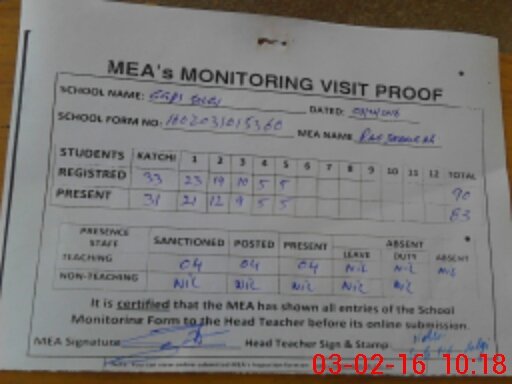 MEA's MONITORING VISIT PROOF
SCHOOL NAME: GGPS DATED:
SCHOOL FORM NO: MEA NAME:
STUDENTS KATCHI 1 2 3 4 5 6 7 8 9 10 11 12 TOTAL
REGISTRED 33 23 19 10 5 5
PRESENT 31 21 12 9 5 5 83
PRESENCE STAFF SANCTIONED POSTED PRESENT ABSENT
LEAVE DUTY ABSENT
TEACHING 04 04 04 Nil Nil Nil
NON-TEACHING Nil Nil Nil Nil Nil
It is certified that the MEA has shown all entries of the School
Monitoring Form to the Head Teacher before its online submission.
MEA Signature Head Teacher Sign & Stamp
03-02-16 10:18